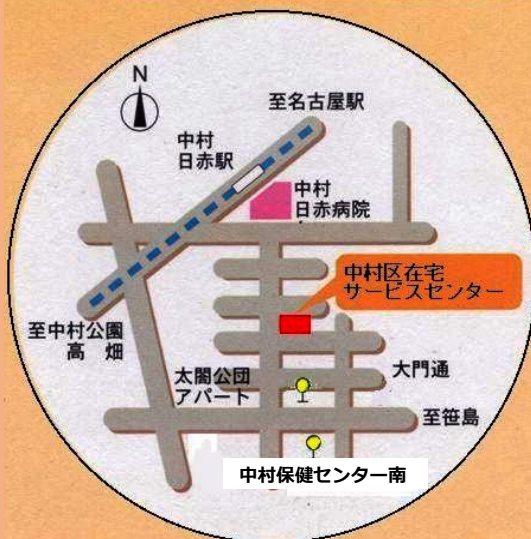 N
至名古屋駅
中村
日赤駅
中村
日赤病院
中村区在宅
サービスセンター
至中村公園
高　畑
太閤公団
アパート
大門通
至笹島
中村保健センター南